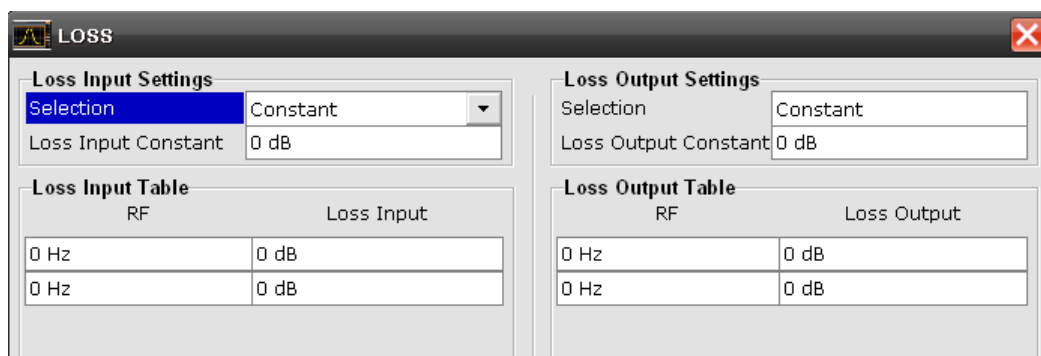 LOSS
Loss Input Settings
Selection Constant
Loss Input Constant 0 dB
Loss Input Table
RF Loss Input
0 Hz 0 dB
0 Hz 0 dB
Loss Output Settings
Selection Constant
Loss Output Constant 0 dB
Loss Output Table
RF Loss Output
0 Hz 0 dB
0 Hz 0 dB